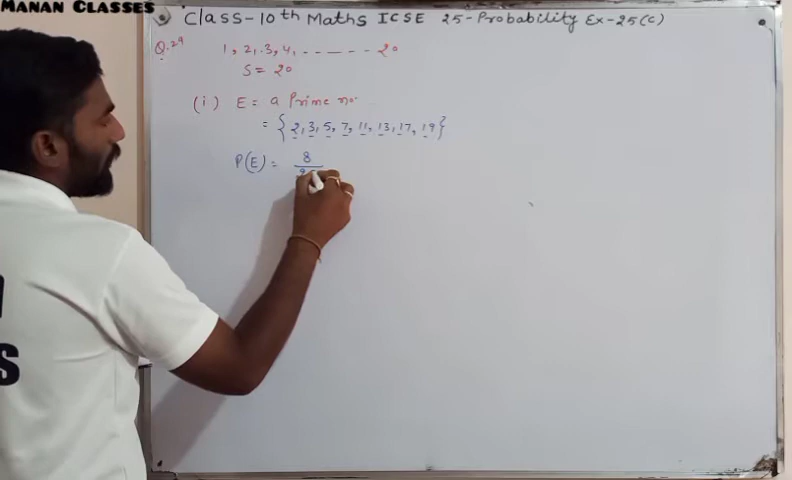 MANAN CLASSES
Class-10th Maths ICSE 25-Probability Ex-25(C)
Q.29 1, 2, 3, 4, ------ 20
S = 20
(i) E = a Prime no.
= {2, 3, 5, 7, 11, 13, 17, 19}
P(E) = 8
S